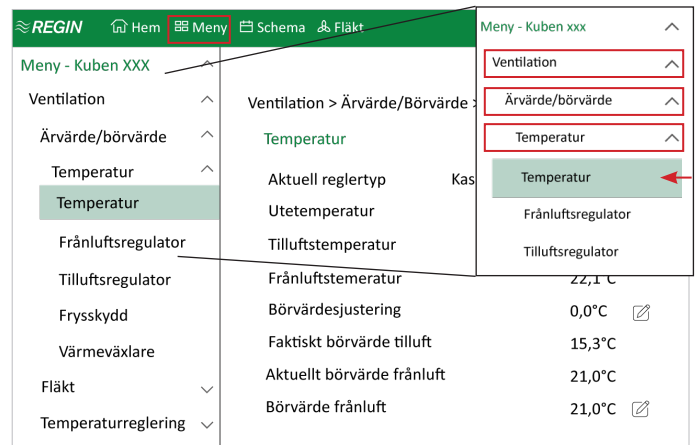 REGIN Hem Meny Schema Fläkt
Meny - Kuben XXX
Ventilation
Ärvärde/börvärde
Temperatur
Temperatur
Frånluftsregulator
Tilluftsregulator
Frysskydd
Värmeväxlare
Fläkt
Temperaturreglering
Ventilation > Ärvärde/Börvärde >
Temperatur
Aktuell reglertyp Kas
Utetemperatur
Tilluftstemperatur
Frånluftstemeratur 22,1°C
Börvärdesjustering 0,0°C
Faktiskt börvärde tilluft 15,3°C
Aktuellt börvärde frånluft 21,0°C
Börvärde frånluft 21,0°C
Meny - Kuben xxx
Ventilation
Ärvärde/börvärde
Temperatur
Temperatur
Frånluftsregulator
Tilluftsregulator